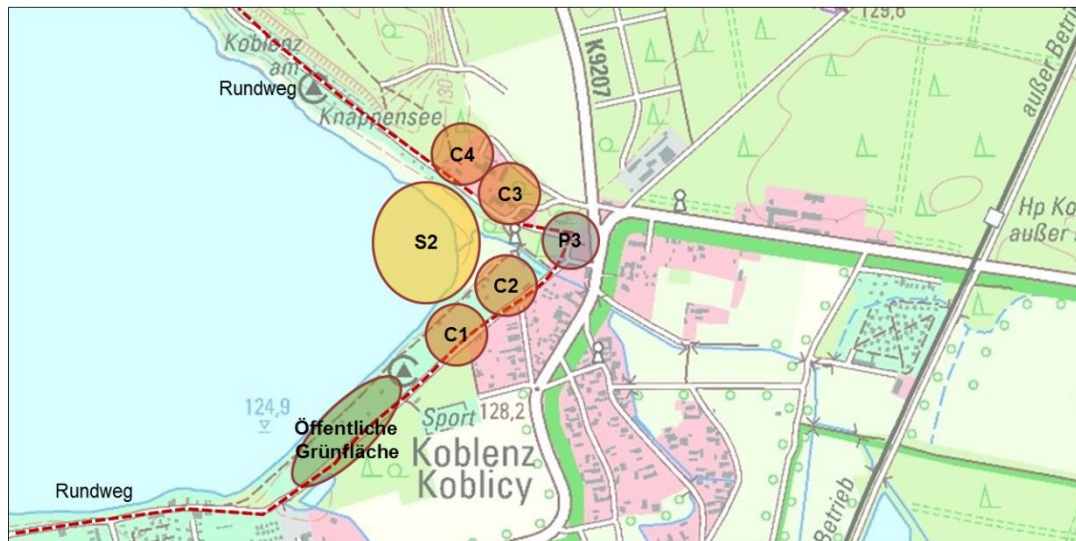 129,6
Koblenz
am
Rundweg
Knappensee
130
K9207
außer Betri
C4
C3
S2
P3
C2
C1
Hp Ko
außer
124,9
Öffentliche
Grünfläche
Sport
128,2
Koblenz
Koblicy
Rundweg
Betrieb